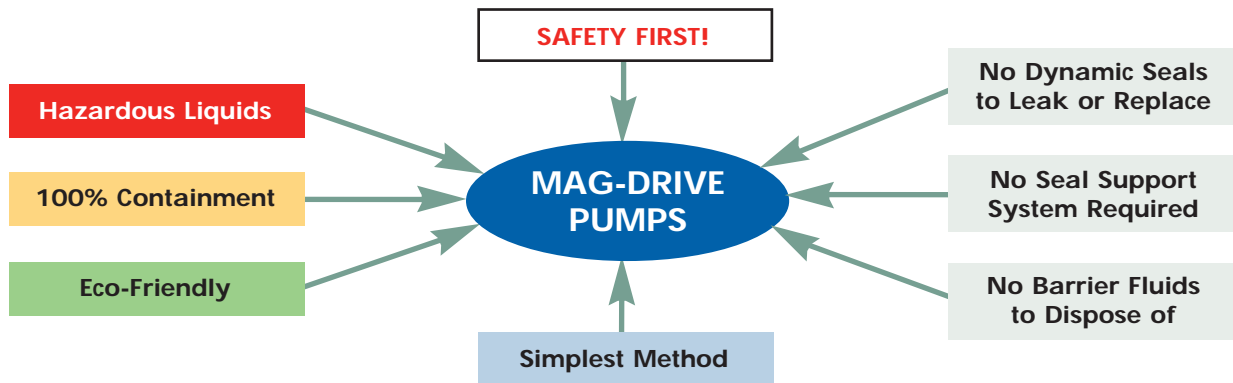 SAFETY FIRST!
Hazardous Liquids
100% Containment
Eco-Friendly
MAG-DRIVE
PUMPS
Simplest Method
No Dynamic Seals
to Leak or Replace
No Seal Support
System Required
No Barrier Fluids
to Dispose of